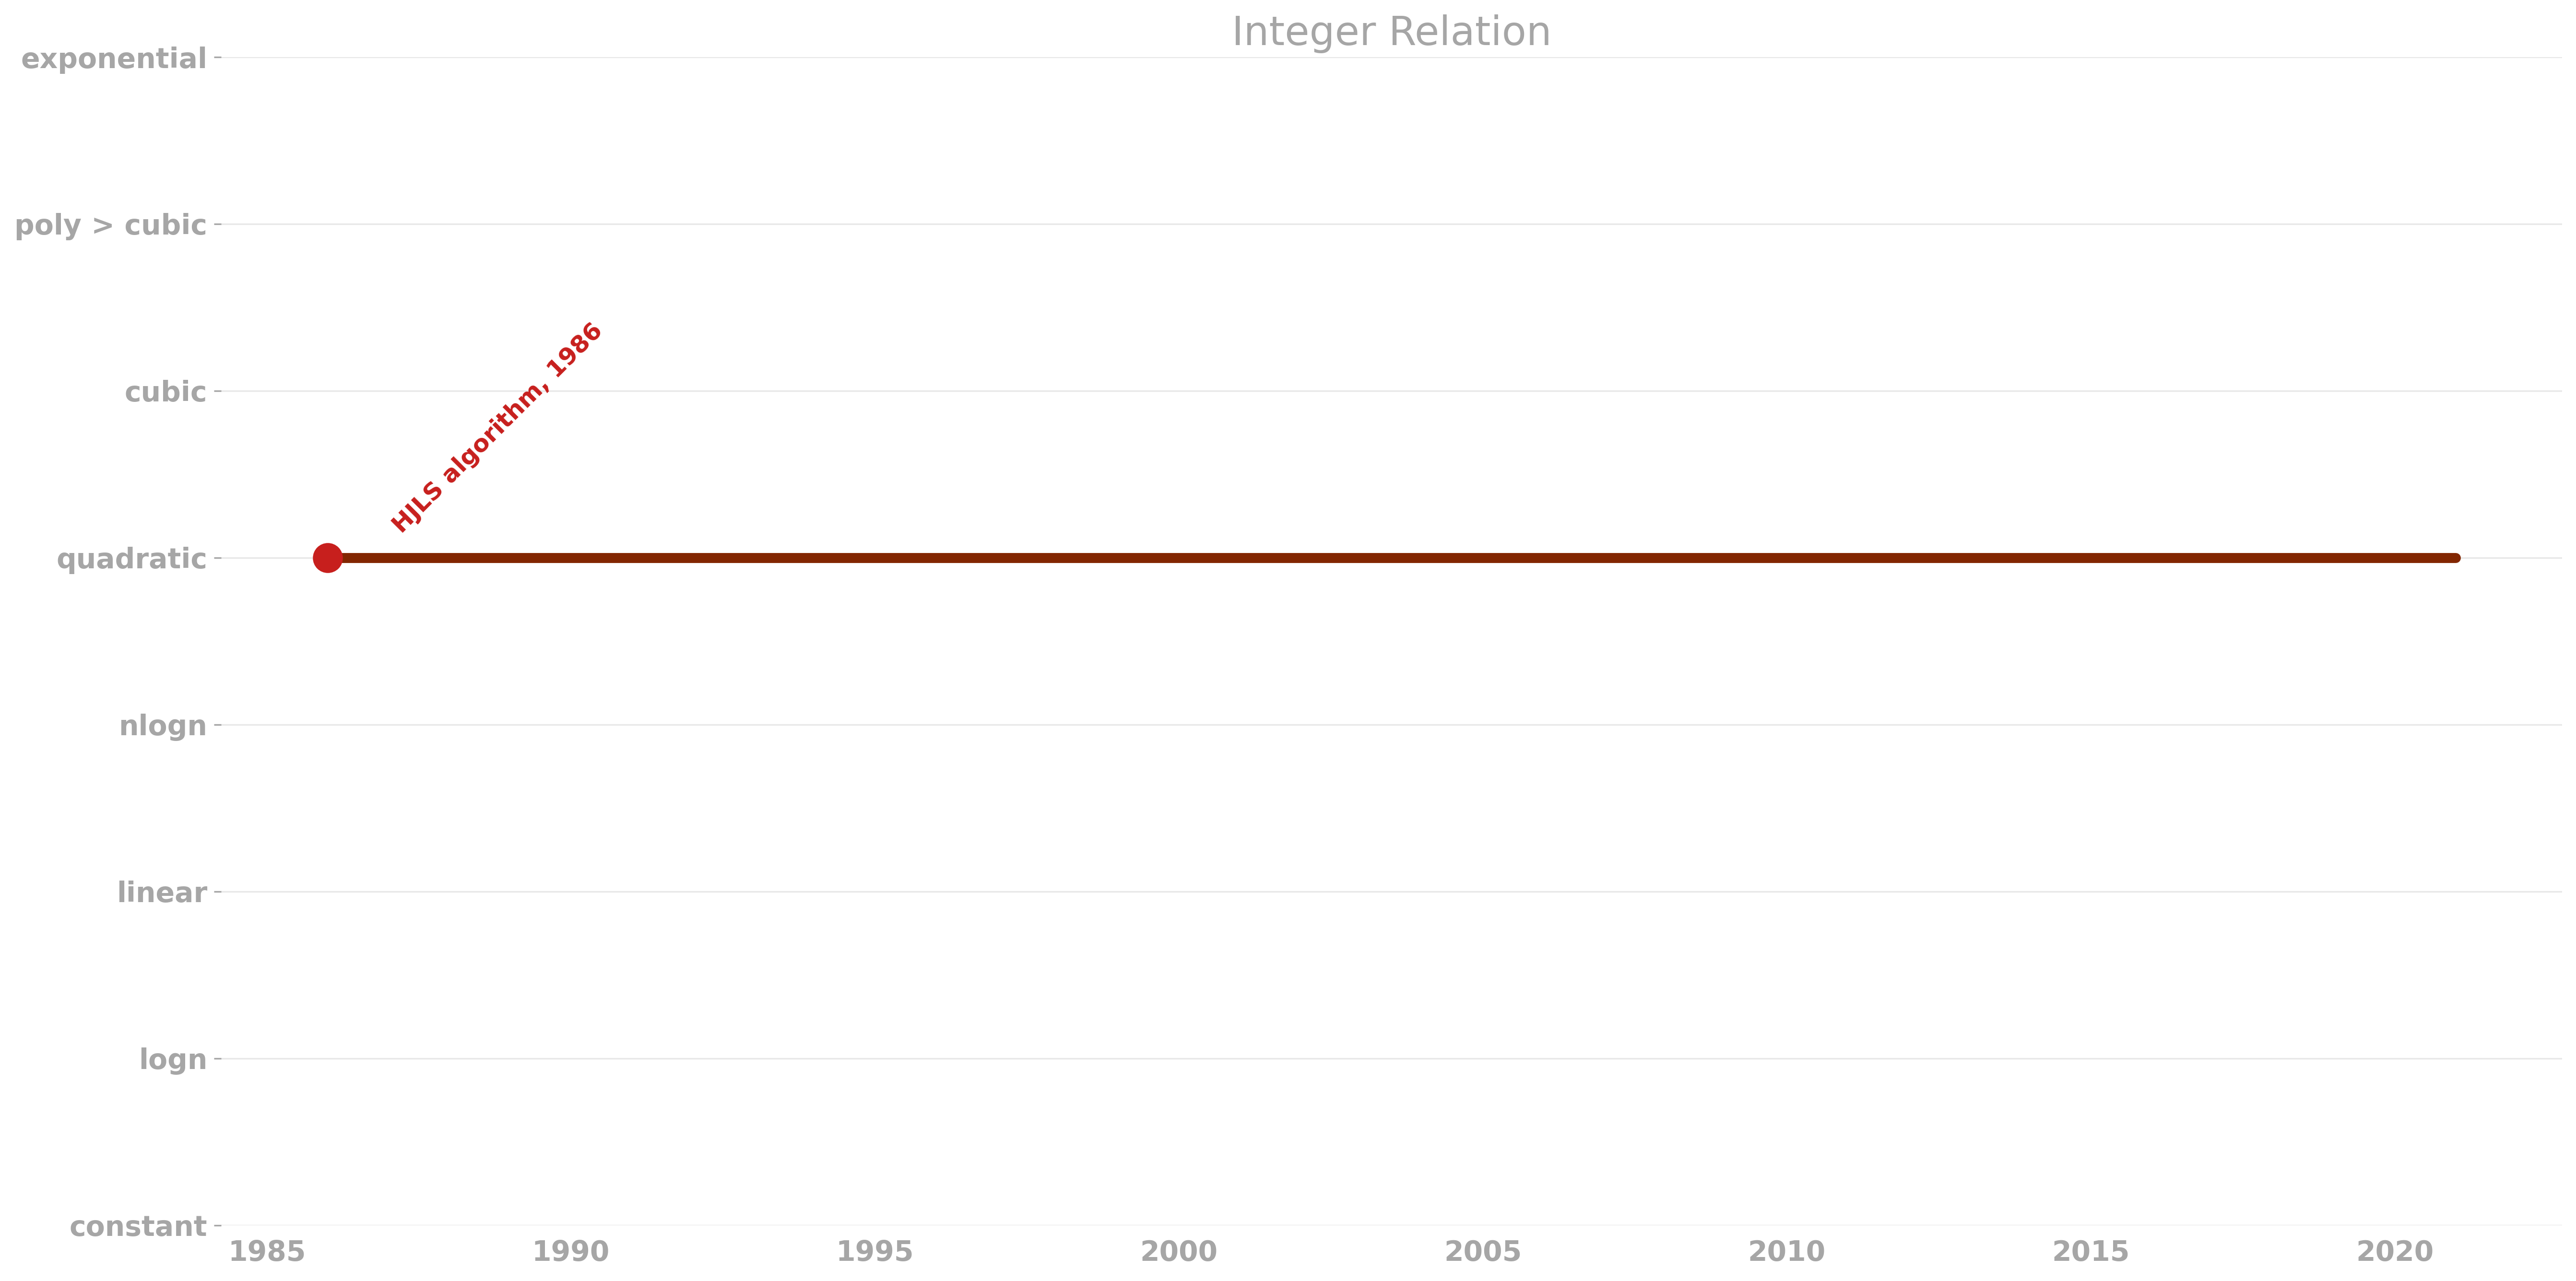 Integer Relation
exponential
poly > cubic
cubic
quadratic
nlogn
linear
logn
constant
HJLS algorithm, 1986
1985 1990 1995 2000 2005 2010 2015 2020